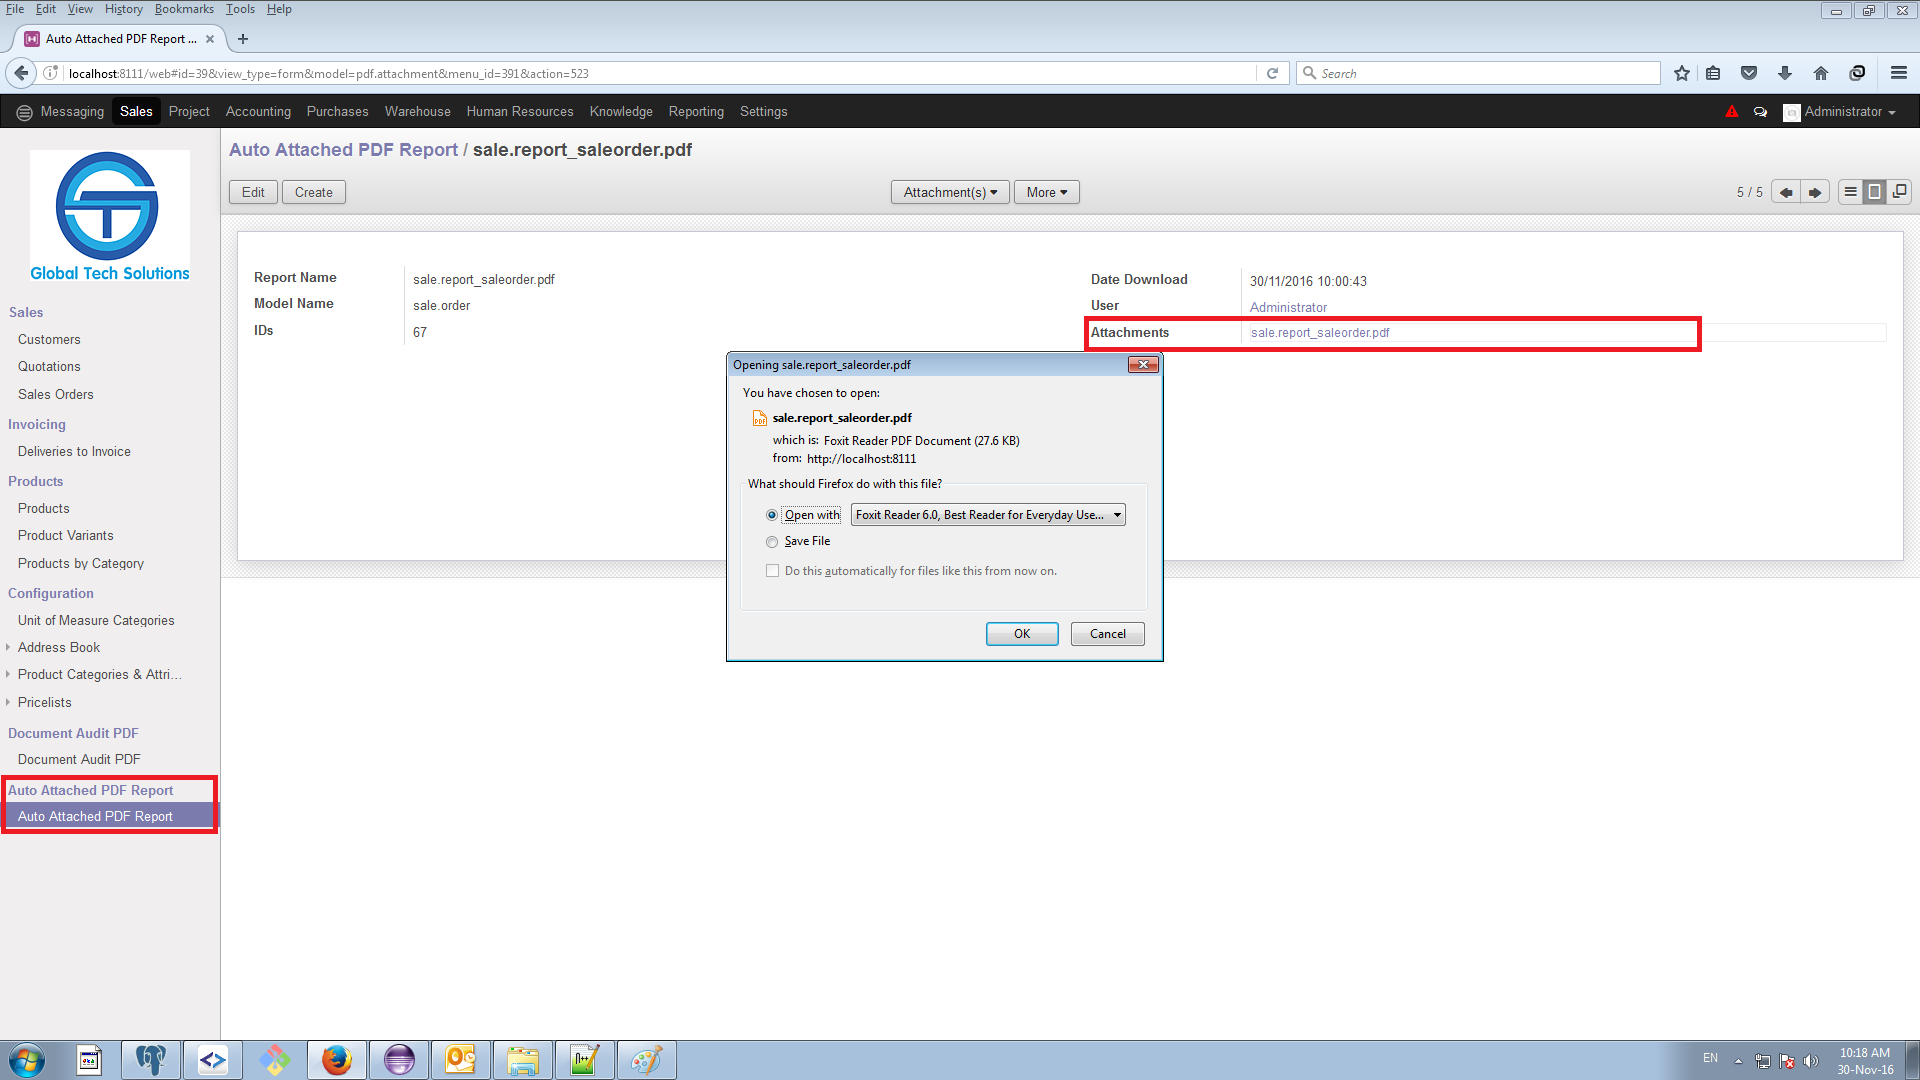 File Edit View History Bookmarks Tools Help
Auto Attached PDF Report ...
localhost:8111/web#id=39&view_type=form&model=pdf.attachment&menu_id=391&action=523
Search
Messaging Sales Project Accounting Purchases Warehouse Human Resources Knowledge Reporting Settings
Administrator
Global Tech Solutions
Sales
Customers
Quotations
Sales Orders
Invoicing
Deliveries to Invoice
Products
Products
Product Variants
Products by Category
Configuration
Unit of Measure Categories
Address Book
Product Categories & Attri...
Pricelists
Document Audit PDF
Document Audit PDF
Auto Attached PDF Report
Auto Attached PDF Report
Auto Attached PDF Report / sale.report_saleorder.pdf
Edit Create
Attachment(s) More
5 / 5
Report Name sale.report_saleorder.pdf
Model Name sale.order
IDs 67
Date Download 30/11/2016 10:00:43
User Administrator
Attachments sale.report_saleorder.pdf
Opening sale.report_saleorder.pdf
You have chosen to open:
PDF
sale.report_saleorder.pdf
which is: Foxit Reader PDF Document (27.6 KB)
from: http://localhost:8111
What should Firefox do with this file?
Open with Foxit Reader 6.0, Best Reader for Everyday Use...
Save File
Do this automatically for files like this from now on.
OK Cancel
EN
10:18 AM
30-Nov-16